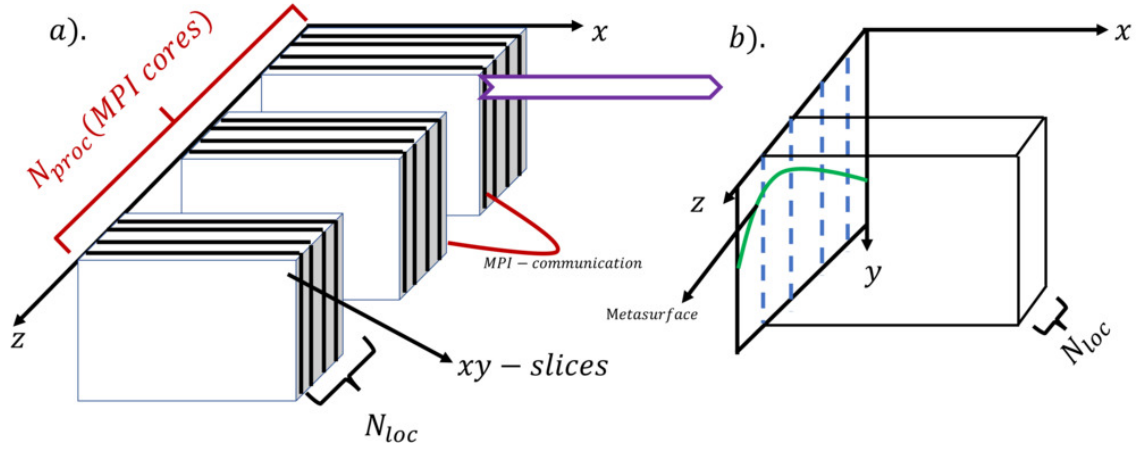 a).
x
N_proc(MPI cores)
MPI − communication
z
xy − slices
N_loc
b).
x
z
y
Metasurface
N_loc